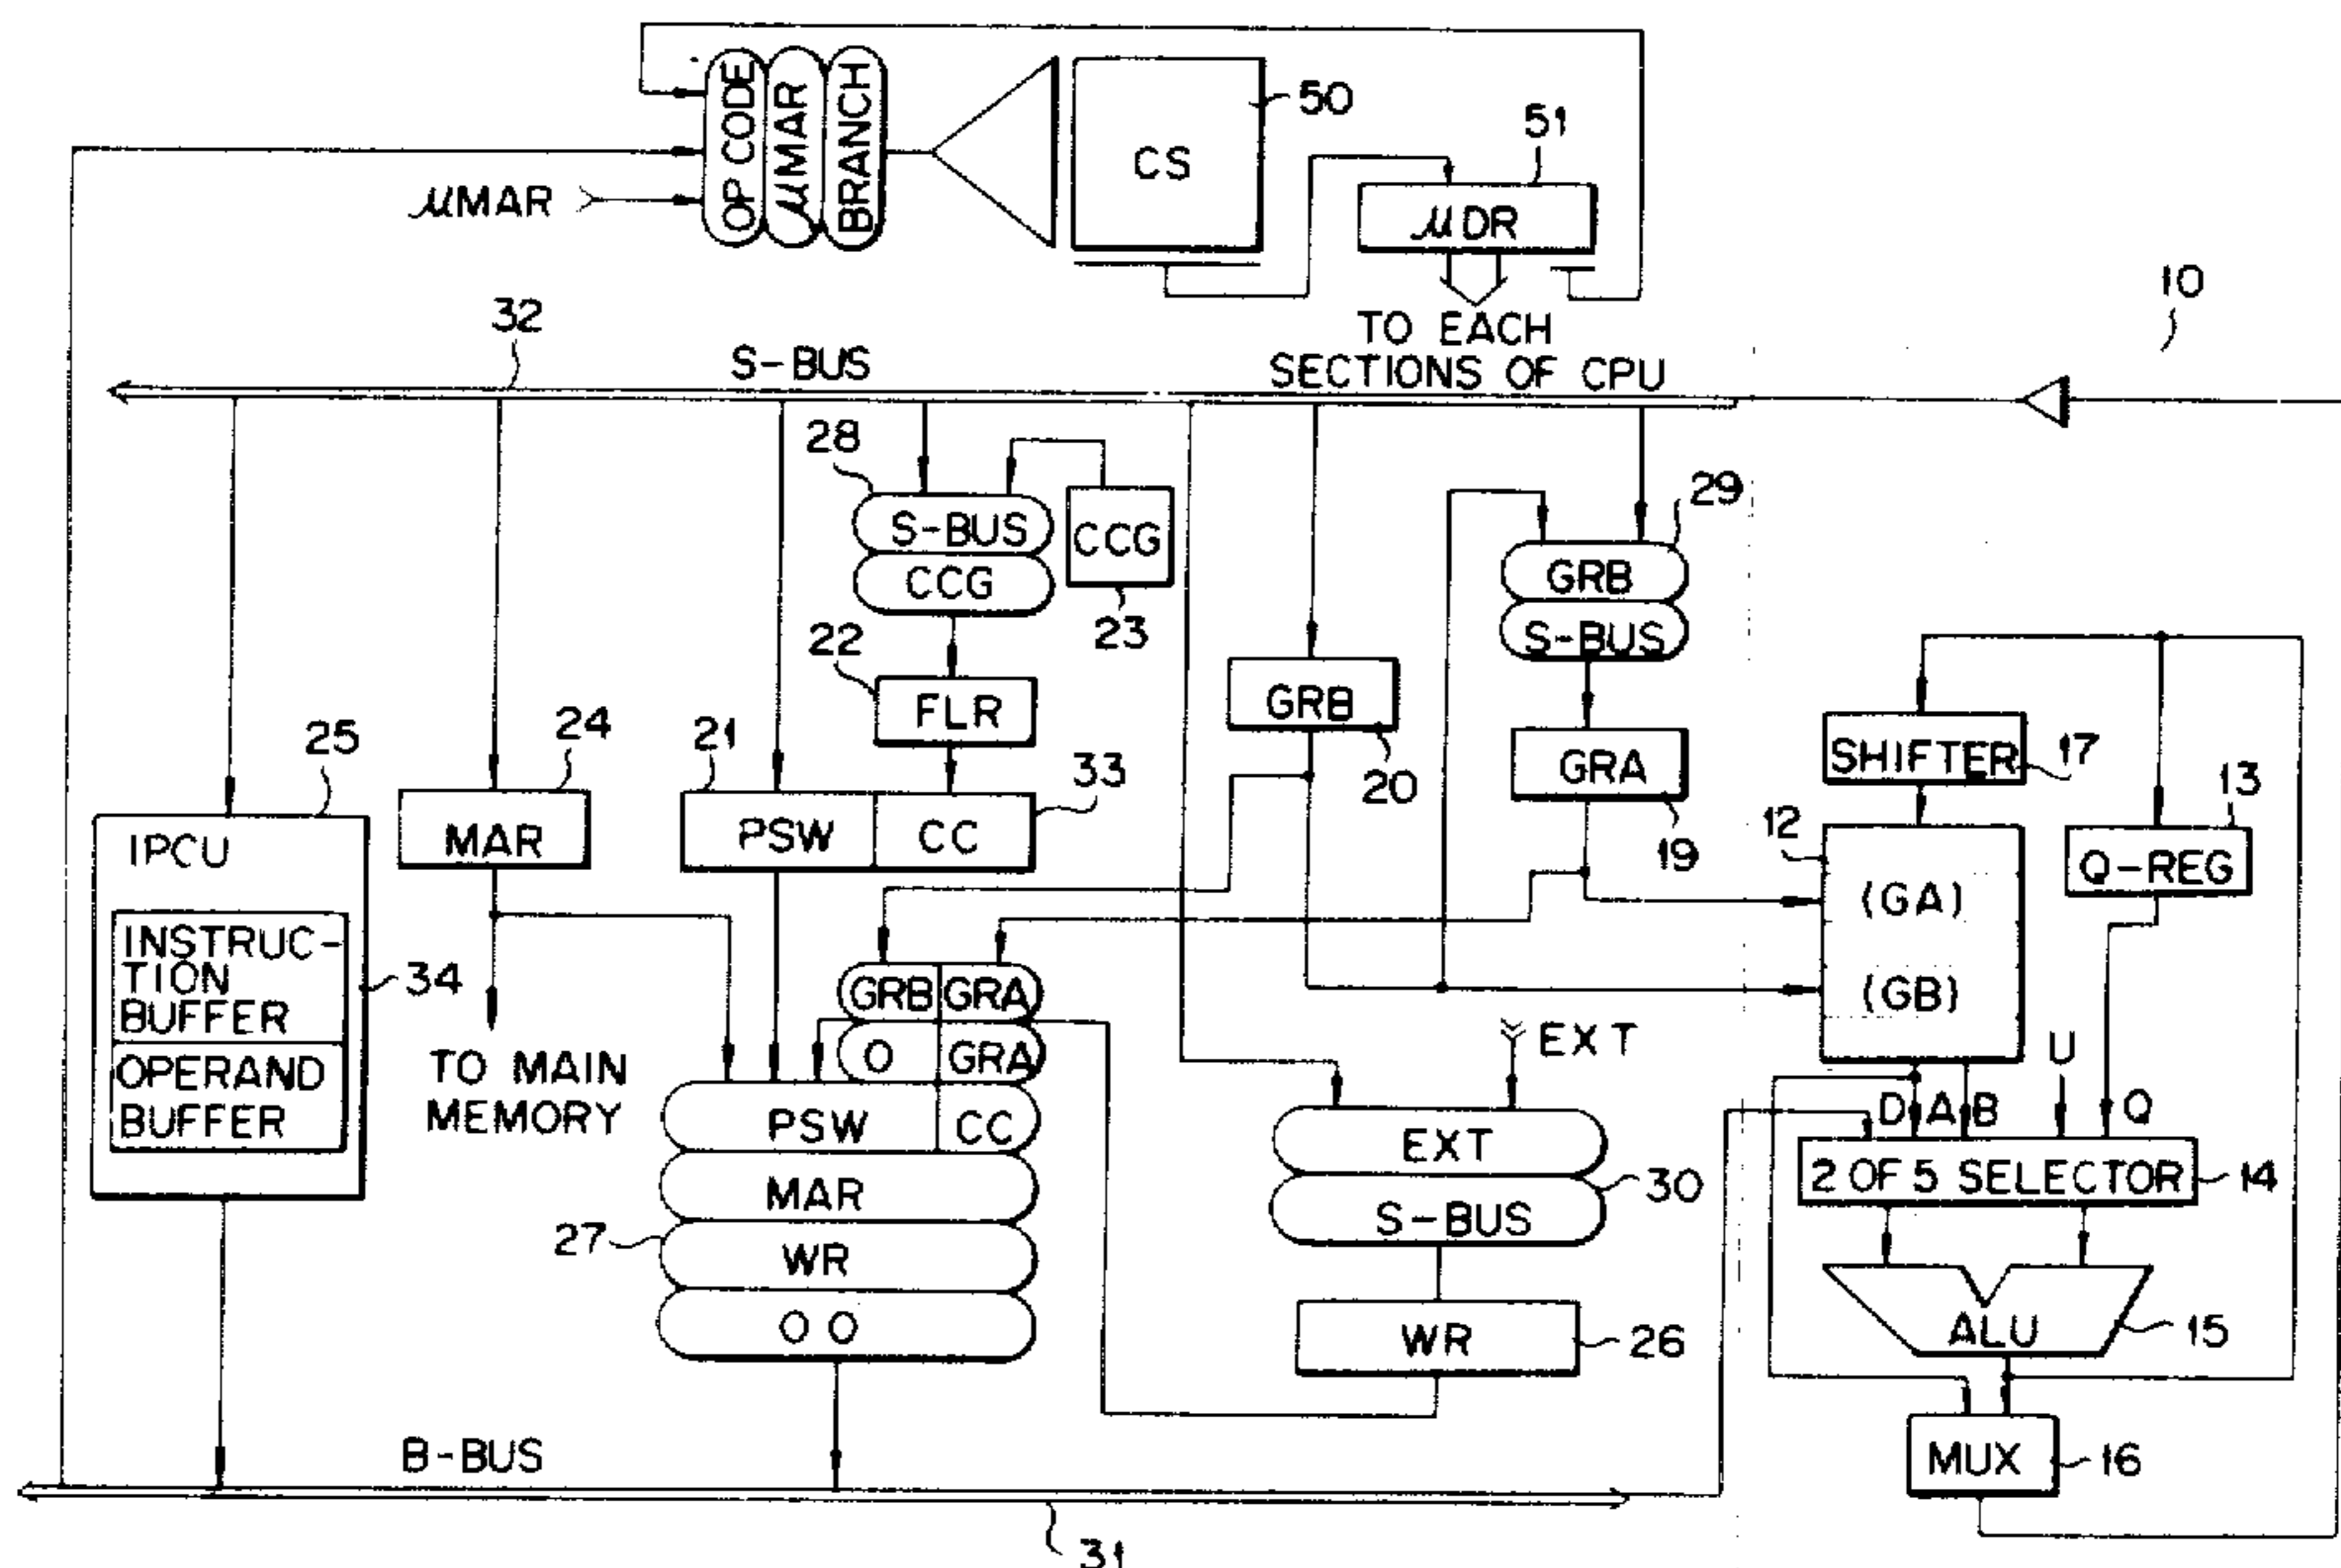 OP CODE
μMAR
BRANCH
50
CS
51
μMAR
μDR
10
TO EACH
SECTIONS OF CPU
32
S-BUS
28
29
S-BUS
CCG
CCG
23
GRB
S-BUS
22
FLR
GRB
20
GRA
19
SHIFTER
17
25
24
21
33
13
12
IPCU
MAR
PSW
CC
(GA)
(GB)
Q-REG
INSTRUC-
TION
BUFFER
34
OPERAND
BUFFER
TO MAIN
MEMORY
GRB
GRA
O
GRA
PSW
CC
MAR
27
WR
O O
EXT
EXT
S-BUS
30
WR
26
U
D
A
B
Q
2 OF 5 SELECTOR
14
ALU
15
MUX
16
B-BUS
31